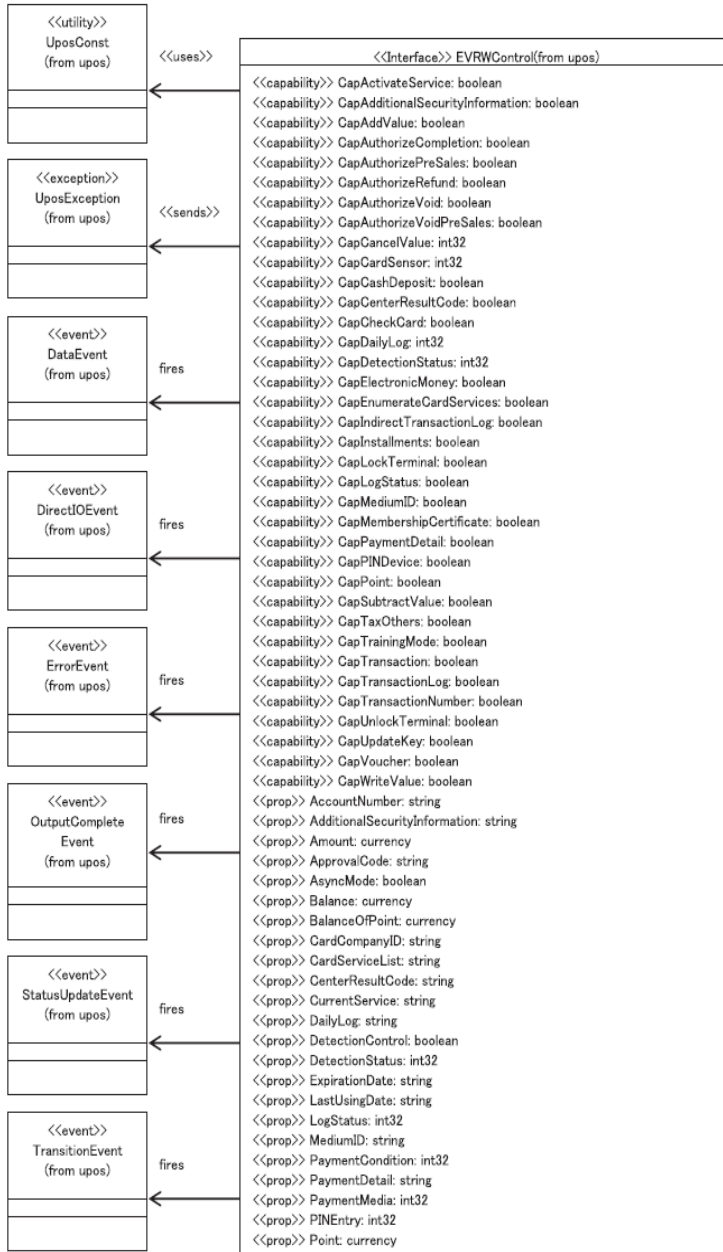 <<utility>>
UposConst
(from upos)
<<uses>>
<<exception>>
UposException
(from upos)
<<sends>>
<<event>>
DataEvent
(from upos)
fires
<<event>>
DirectIOEvent
(from upos)
fires
<<event>>
ErrorEvent
(from upos)
fires
<<event>>
OutputComplete
Event
(from upos)
fires
<<event>>
StatusUpdateEvent
(from upos)
fires
<<event>>
TransitionEvent
(from upos)
fires
<<Interface>> EVRWControl(from upos)
<<capability>> CapActivateService: boolean
<<capability>> CapAdditionalSecurityInformation: boolean
<<capability>> CapAddValue: boolean
<<capability>> CapAuthorizeCompletion: boolean
<<capability>> CapAuthorizePreSales: boolean
<<capability>> CapAuthorizeRefund: boolean
<<capability>> CapAuthorizeVoid: boolean
<<capability>> CapAuthorizeVoidPreSales: boolean
<<capability>> CapCancelValue: int32
<<capability>> CapCardSensor: int32
<<capability>> CapCashDeposit: boolean
<<capability>> CapCenterResultCode: boolean
<<capability>> CapCheckCard: boolean
<<capability>> CapDailyLog: int32
<<capability>> CapDetectionStatus: int32
<<capability>> CapElectronicMoney: boolean
<<capability>> CapEnumerateCardServices: boolean
<<capability>> CapIndirectTransactionLog: boolean
<<capability>> CapInstallments: boolean
<<capability>> CapLockTerminal: boolean
<<capability>> CapLogStatus: boolean
<<capability>> CapMediumID: boolean
<<capability>> CapMembershipCertificate: boolean
<<capability>> CapPaymentDetail: boolean
<<capability>> CapPINDevice: boolean
<<capability>> CapPoint: boolean
<<capability>> CapSubtractValue: boolean
<<capability>> CapTaxOthers: boolean
<<capability>> CapTrainingMode: boolean
<<capability>> CapTransaction: boolean
<<capability>> CapTransactionLog: boolean
<<capability>> CapTransactionNumber: boolean
<<capability>> CapUnlockTerminal: boolean
<<capability>> CapUpdateKey: boolean
<<capability>> CapVoucher: boolean
<<capability>> CapWriteValue: boolean
<<prop>> AccountNumber: string
<<prop>> AdditionalSecurityInformation: string
<<prop>> Amount: currency
<<prop>> ApprovalCode: string
<<prop>> AsyncMode: boolean
<<prop>> Balance: currency
<<prop>> BalanceOfPoint: currency
<<prop>> CardCompanyID: string
<<prop>> CardServiceList: string
<<prop>> CenterResultCode: string
<<prop>> CurrentService: string
<<prop>> DailyLog: string
<<prop>> DetectionControl: boolean
<<prop>> DetectionStatus: int32
<<prop>> ExpirationDate: string
<<prop>> LastUsingDate: string
<<prop>> LogStatus: int32
<<prop>> MediumID: string
<<prop>> PaymentCondition: int32
<<prop>> PaymentDetail: string
<<prop>> PaymentMedia: int32
<<prop>> PINEntry: int32
<<prop>> Point: currency